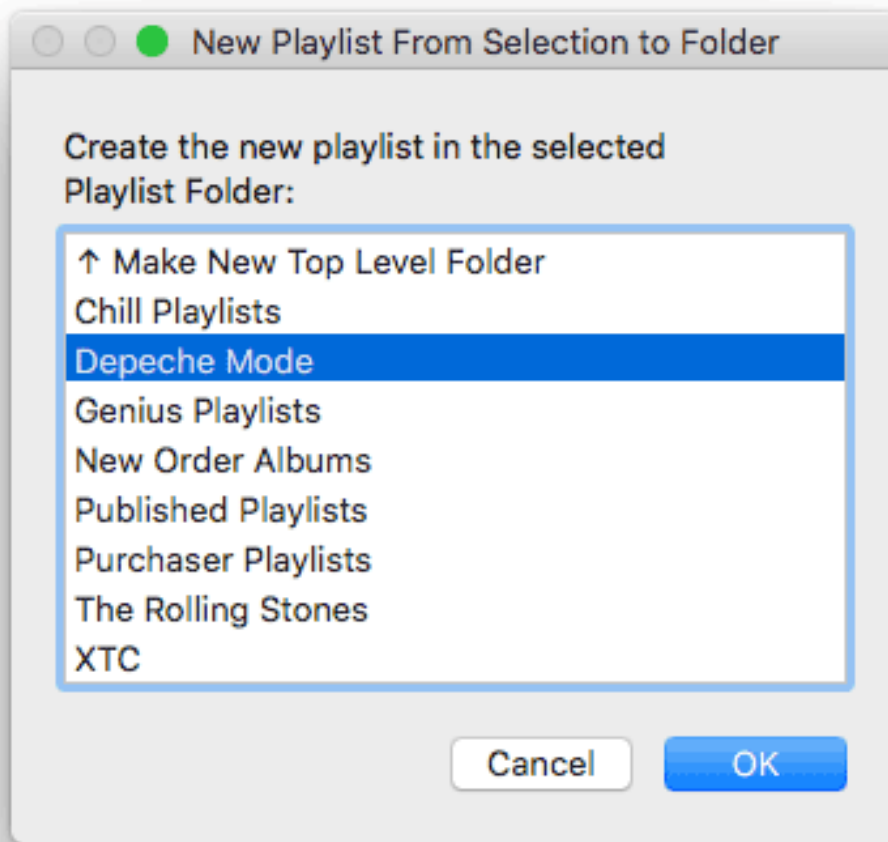 New Playlist From Selection to Folder
Create the new playlist in the selected
Playlist Folder:
↑ Make New Top Level Folder
Chill Playlists
Depeche Mode
Genius Playlists
New Order Albums
Published Playlists
Purchaser Playlists
The Rolling Stones
XTC
Cancel OK